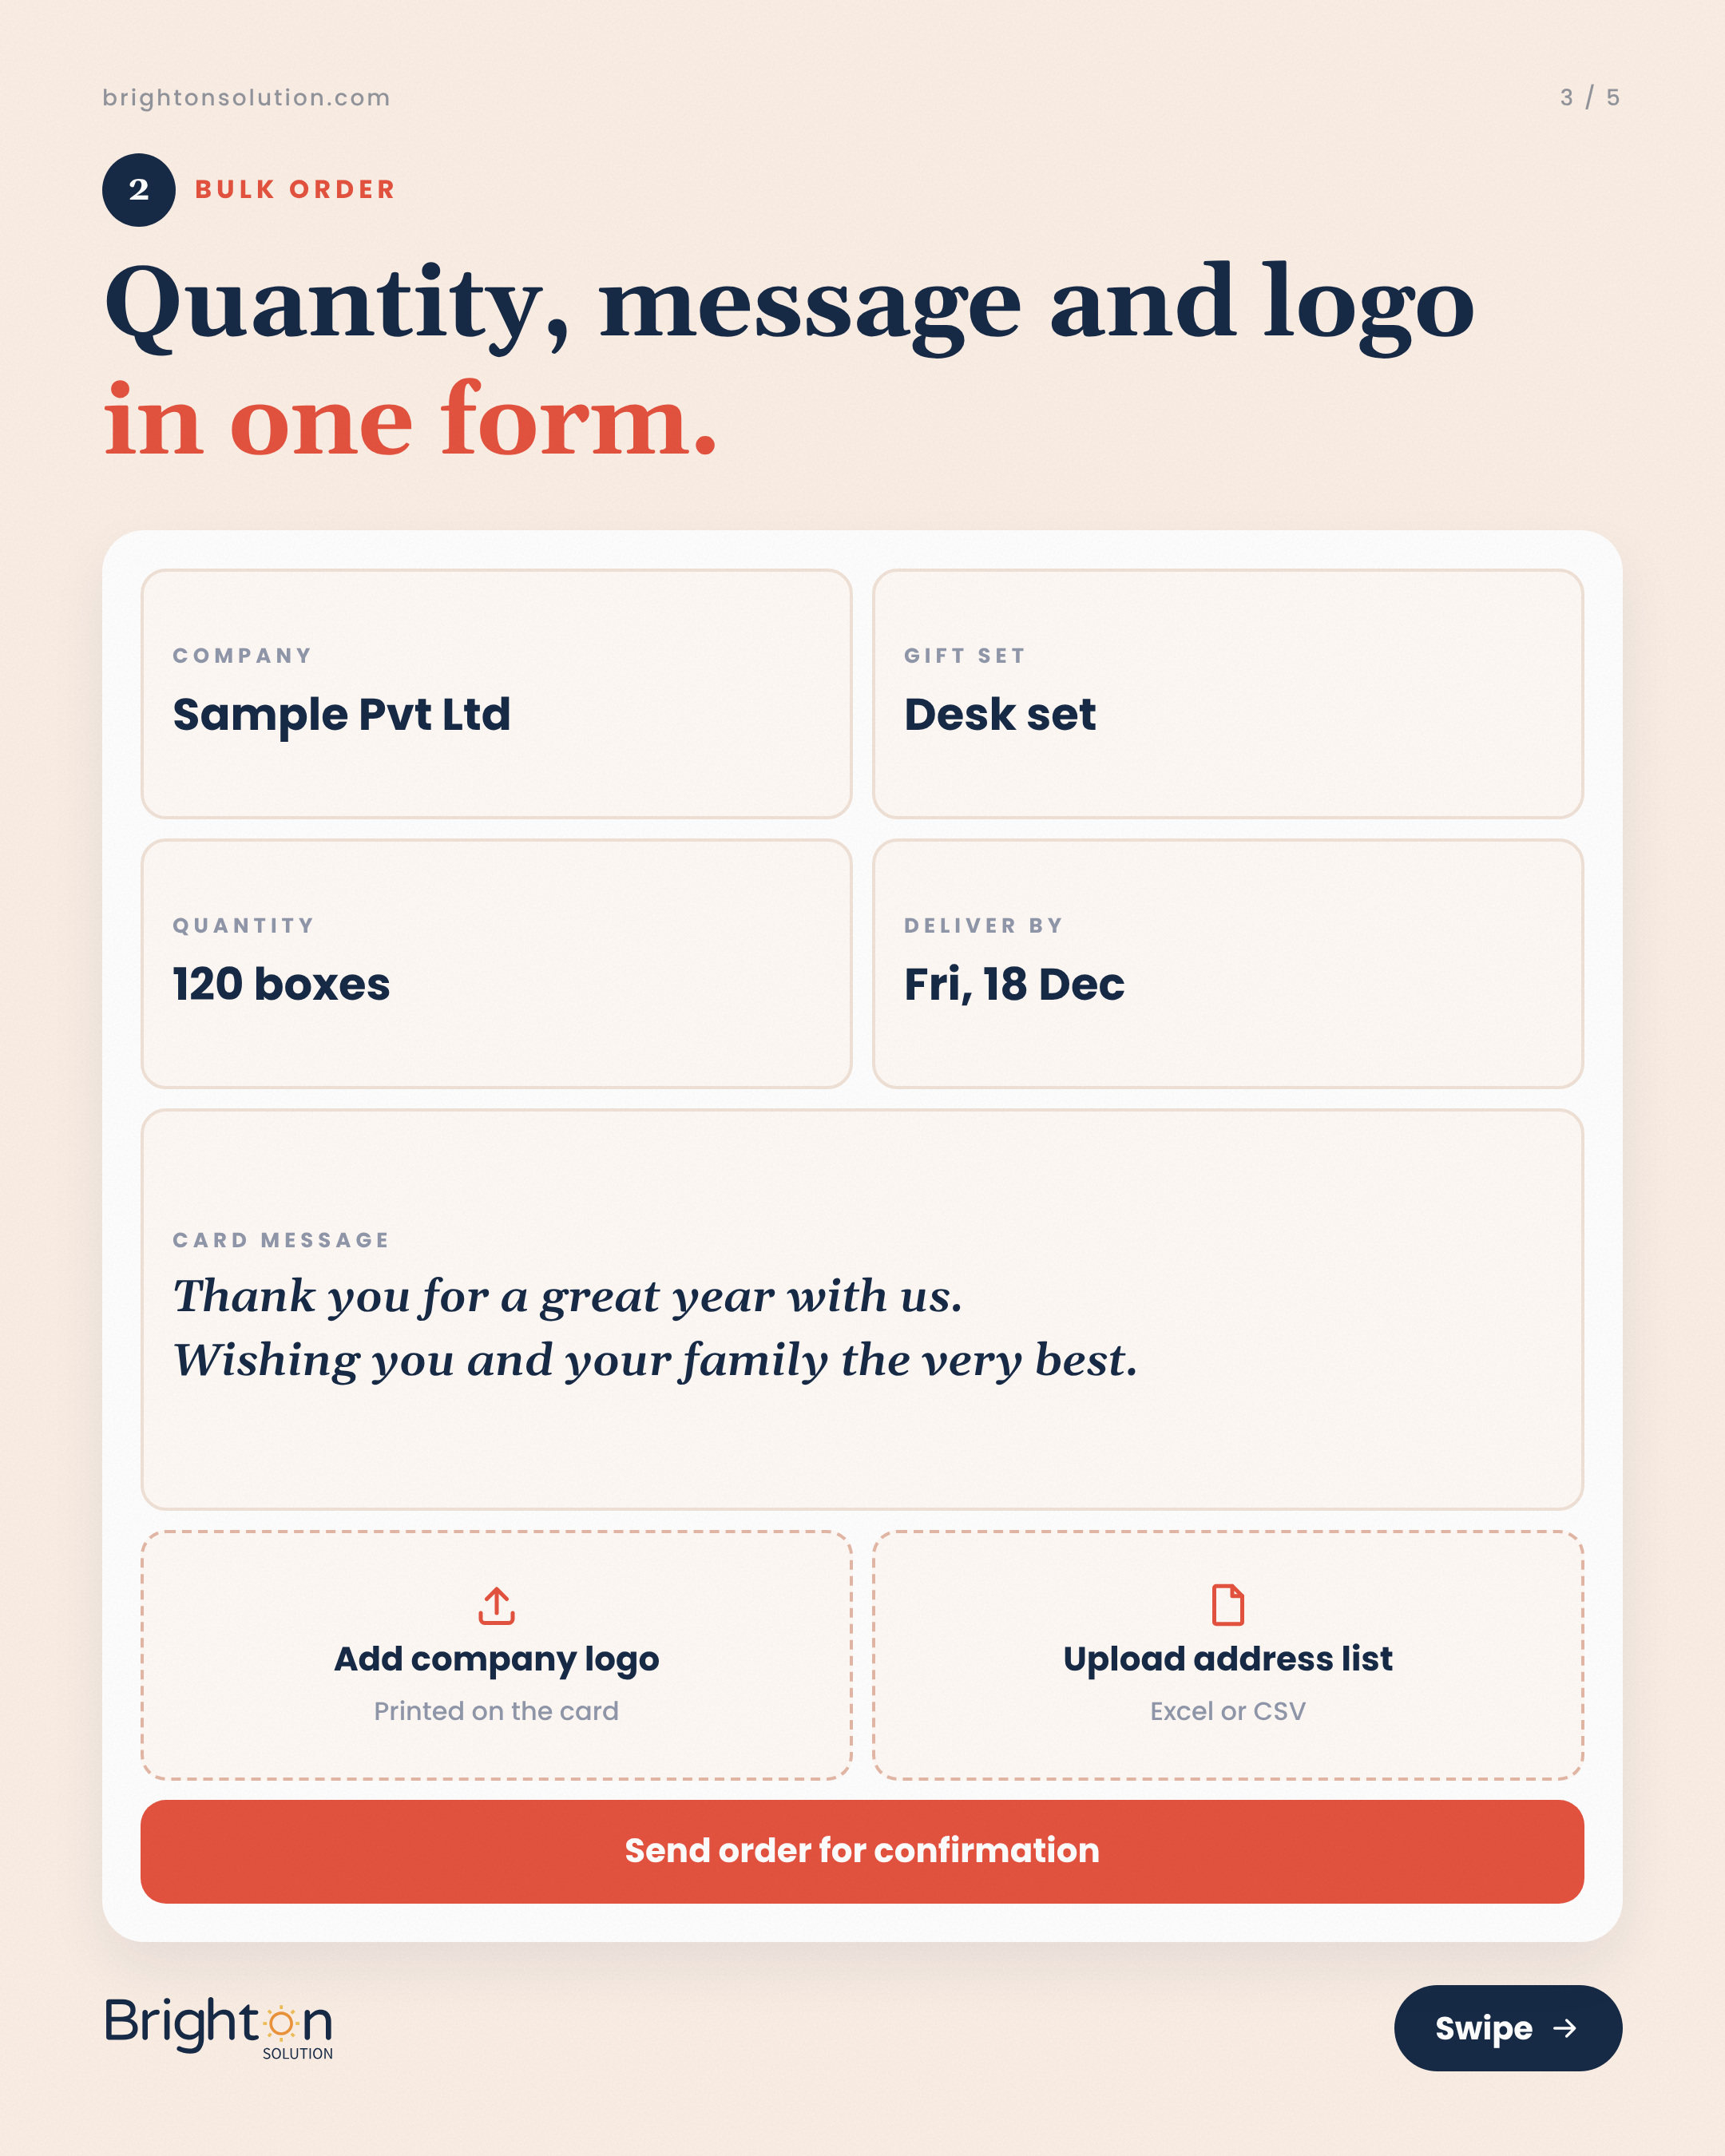 brightonsolution.com
3 / 5
2
BULK ORDER
Quantity, message and logo
in one form.
COMPANY
Sample Pvt Ltd
GIFT SET
Desk set
QUANTITY
120 boxes
DELIVER BY
Fri, 18 Dec
CARD MESSAGE
Thank you for a great year with us.
Wishing you and your family the very best.
Add company logo
Printed on the card
Upload address list
Excel or CSV
Send order for confirmation
Brighton
SOLUTION
Swipe →